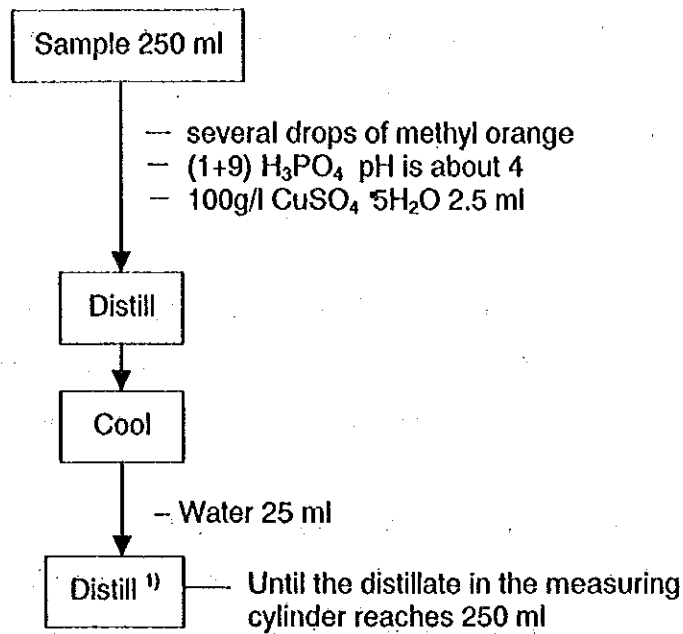 Sample 250 ml
— several drops of methyl orange
— (1+9) H₃PO₄ pH is about 4
— 100g/l CuSO₄ •5H₂O 2.5 ml
Distill
Cool
– Water 25 ml
Distill ¹⁾ — Until the distillate in the measuring
cylinder reaches 250 ml